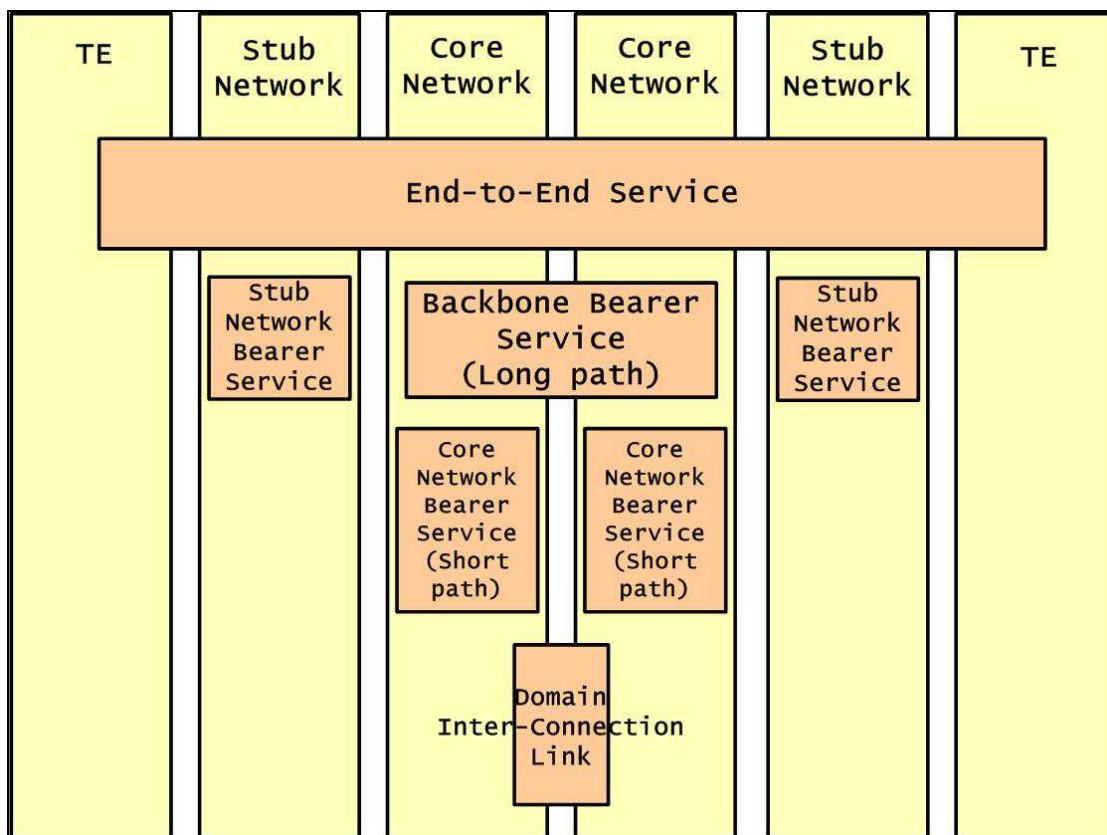 TE
Stub
Network
Core
Network
Core
Network
Stub
Network
TE
End-to-End Service
Stub
Network
Bearer
Service
Backbone Bearer
Service
(Long path)
Stub
Network
Bearer
Service
Core
Network
Bearer
Service
(Short
path)
Core
Network
Bearer
Service
(Short
path)
Domain
Inter-Connection
Link